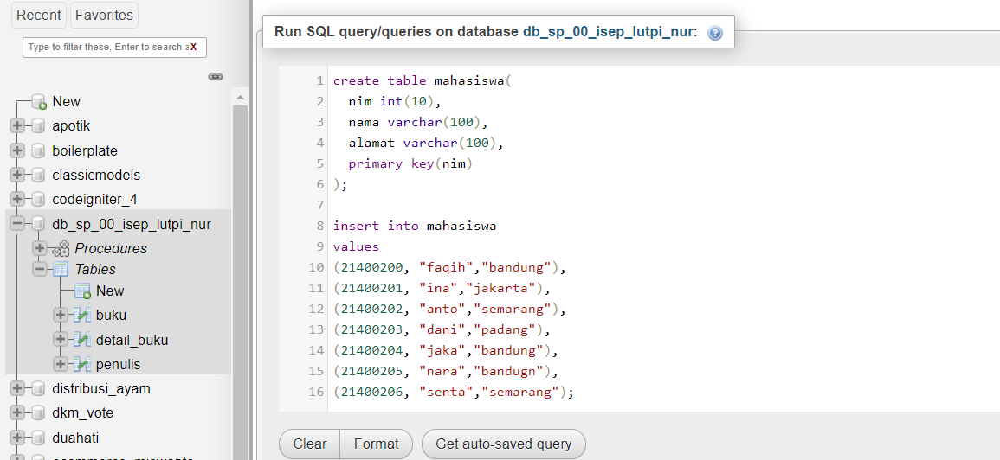 Recent Favorites
Type to filter these, Enter to search a X
New
apotik
boilerplate
classicmodels
codeigniter_4
db_sp_00_isep_lutpi_nur
Procedures
Tables
New
buku
detail_buku
penulis
distribusi_ayam
dkm_vote
duahati
Run SQL query/queries on database db_sp_00_isep_lutpi_nur:
1 create table mahasiswa(
2 nim int(10),
3 nama varchar(100),
4 alamat varchar(100),
5 primary key(nim)
6 );
7
8 insert into mahasiswa
9 values
10 (21400200, "faqih","bandung"),
11 (21400201, "ina","jakarta"),
12 (21400202, "anto","semarang"),
13 (21400203, "dani","padang"),
14 (21400204, "jaka","bandung"),
15 (21400205, "nara","bandugn"),
16 (21400206, "senta","semarang");
Clear Format Get auto-saved query